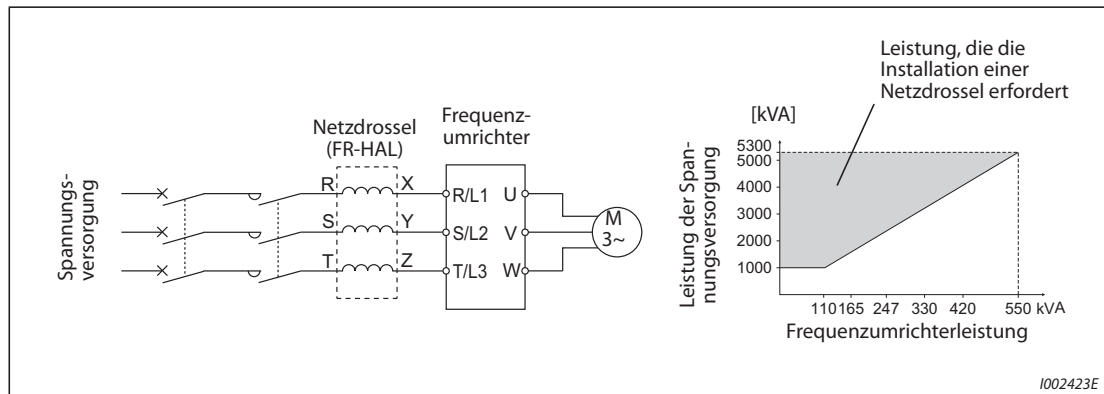 Spannungs-
versorgung
Netzdrossel
(FR-HAL)
Frequenz-
umrichter
R X
S Y
T Z
R/L1 U
S/L2 V
T/L3 W
M
3~
Leistung, die die
Installation einer
Netzdrossel erfordert
[kVA]
Leistung der Span-
nungsversorgung
5300
5000
4000
3000
2000
1000
110 165 247 330 420 550 kVA
Frequenzumrichterleistung
I002423E